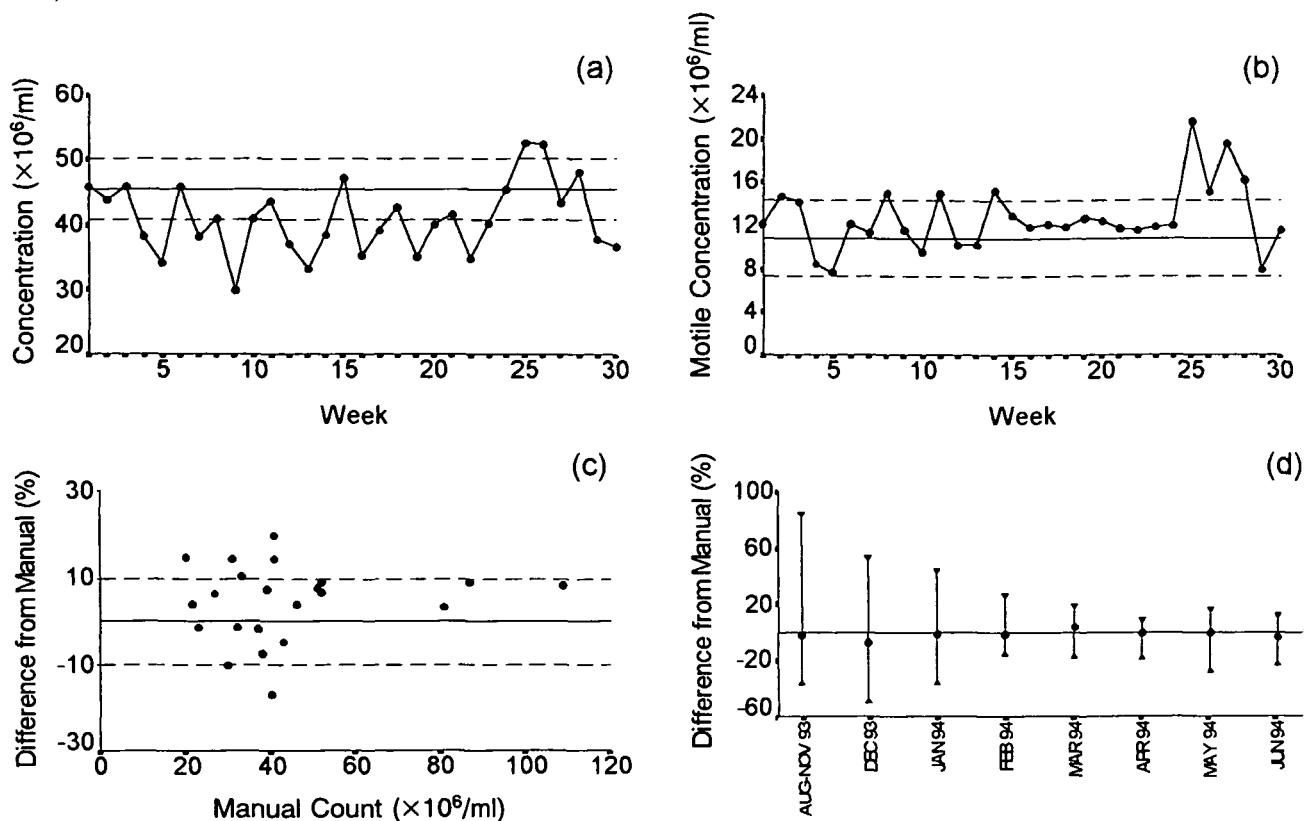 (a)
Concentration (×10⁶/ml)
60
50
40
30
20
5
10
15
20
25
30
Week
(b)
Motile Concentration (×10⁶/ml)
24
20
16
12
8
4
0
5
10
15
20
25
30
Week
(c)
Difference from Manual (%)
30
10
-10
-30
0
20
40
60
80
100
120
Manual Count (×10⁶/ml)
(d)
Difference from Manual (%)
100
60
20
-20
-60
AUG-NOV 93
DEC 93
JAN 94
FEB 94
MAR 94
APR 94
MAY 94
JUN 94